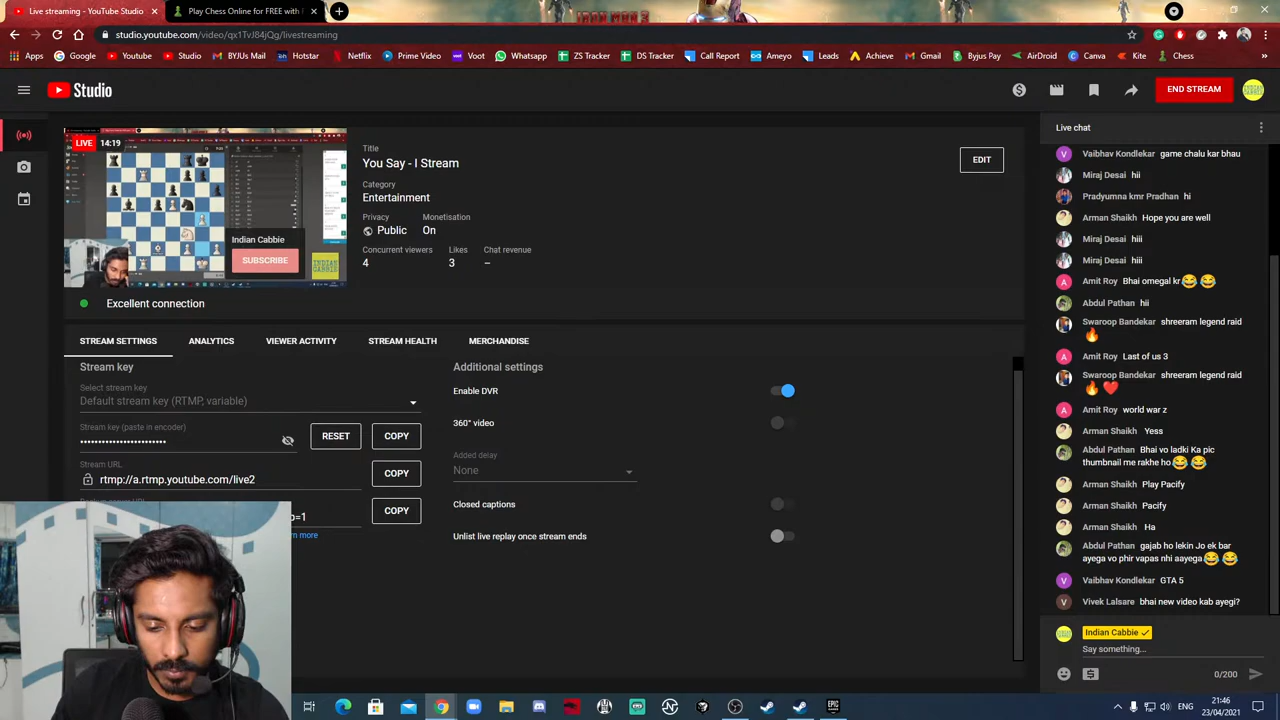 IRON MAN 3
Live streaming - YouTube Studio
Play Chess Online for FREE with F
studio.youtube.com/video/qx1TvJ84jQg/livestreaming
Apps Google Youtube Studio BYJUs Mail Hotstar Netflix Prime Video Voot Whatsapp ZS Tracker DS Tracker Call Report Ameyo Leads Achieve Gmail Byjus Pay AirDroid Canva Kite Chess
Studio
END STREAM
LIVE 14:19
Indian Cabbie
SUBSCRIBE
INDIAN CABBIE
Title
You Say - I Stream
EDIT
Category
Entertainment
Privacy Monetisation
Public On
Concurrent viewers Likes Chat revenue
4 3 –
Excellent connection
STREAM SETTINGS ANALYTICS VIEWER ACTIVITY STREAM HEALTH MERCHANDISE
Stream key
Select stream key
Default stream key (RTMP, variable)
Stream key (paste in encoder)
RESET COPY
Stream URL
rtmp://a.rtmp.youtube.com/live2
COPY
=1
COPY
Additional settings
Enable DVR
360° video
Added delay
None
Closed captions
Unlist live replay once stream ends
Live chat
Vaibhav Kondlekar game chalu kar bhau
Miraj Desai hii
Pradyumna kmr Pradhan hi
Arman Shaikh Hope you are well
Miraj Desai hiii
Miraj Desai hiii
Amit Roy Bhai omegal kr😂😂
Abdul Pathan hii
Swaroop Bandekar shreeram legend raid
🔥
Amit Roy Last of us 3
Swaroop Bandekar shreeram legend raid
🔥❤️
Amit Roy world war z
Arman Shaikh Yess
Abdul Pathan Bhai vo ladki Ka pic
thumbnail me rakhe ho😂😂
Arman Shaikh Play Pacify
Arman Shaikh Pacify
Arman Shaikh Ha
Abdul Pathan gajab ho lekin Jo ek bar
ayega vo phir vapas nhi aayega😂😂
Vaibhav Kondlekar GTA 5
Vivek Lalsare bhai new video kab ayegi?
Indian Cabbie
Say something...
0/200
ENG
21:46
23/04/2021